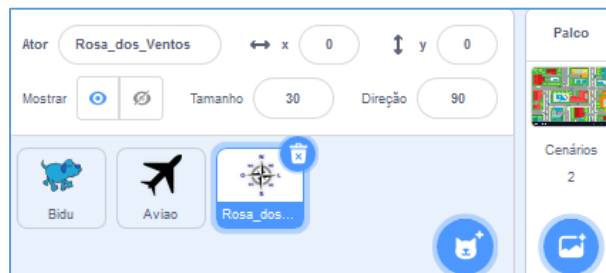 Ator Rosa_dos_Ventos x 0 y 0
Mostrar Tamanho 30 Direção 90
Bidu Aviao Rosa_dos...
Palco
Cenários
2